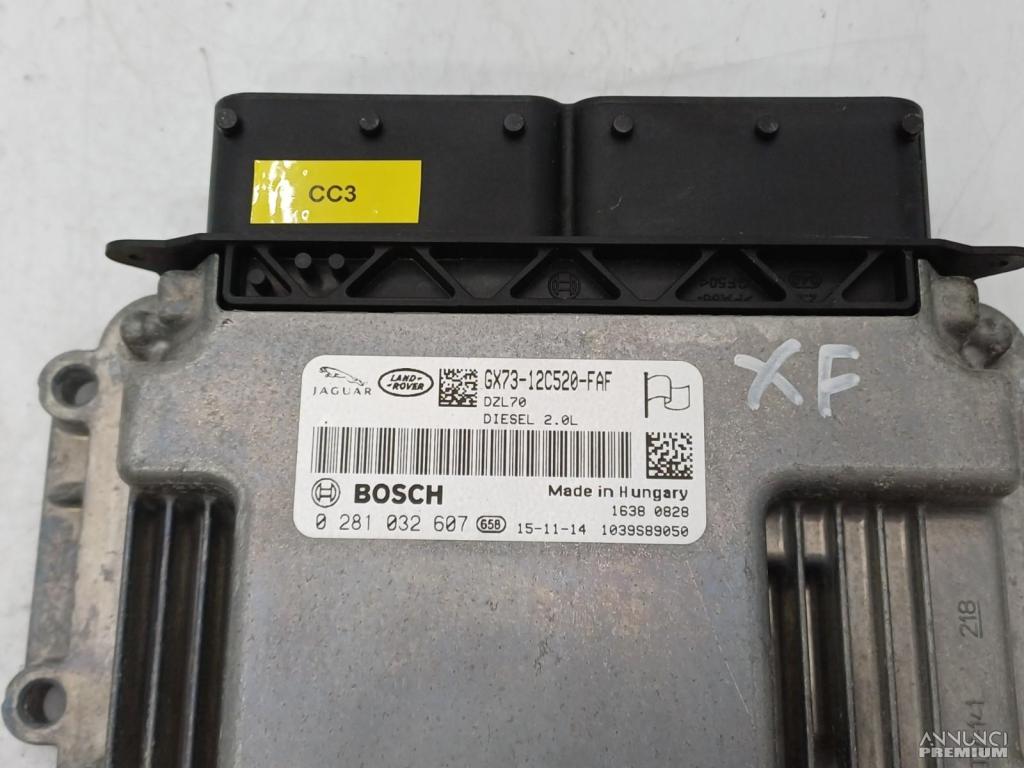 CC3
JAGUAR
LAND-
ROVER
GX73-12C520-FAF
DZL70
DIESEL 2.0L
XF
BOSCH
Made in Hungary
1638 0828
0 281 032 607 658 15-11-14 1039S89050
218
ANNUNCI
PREMIUM